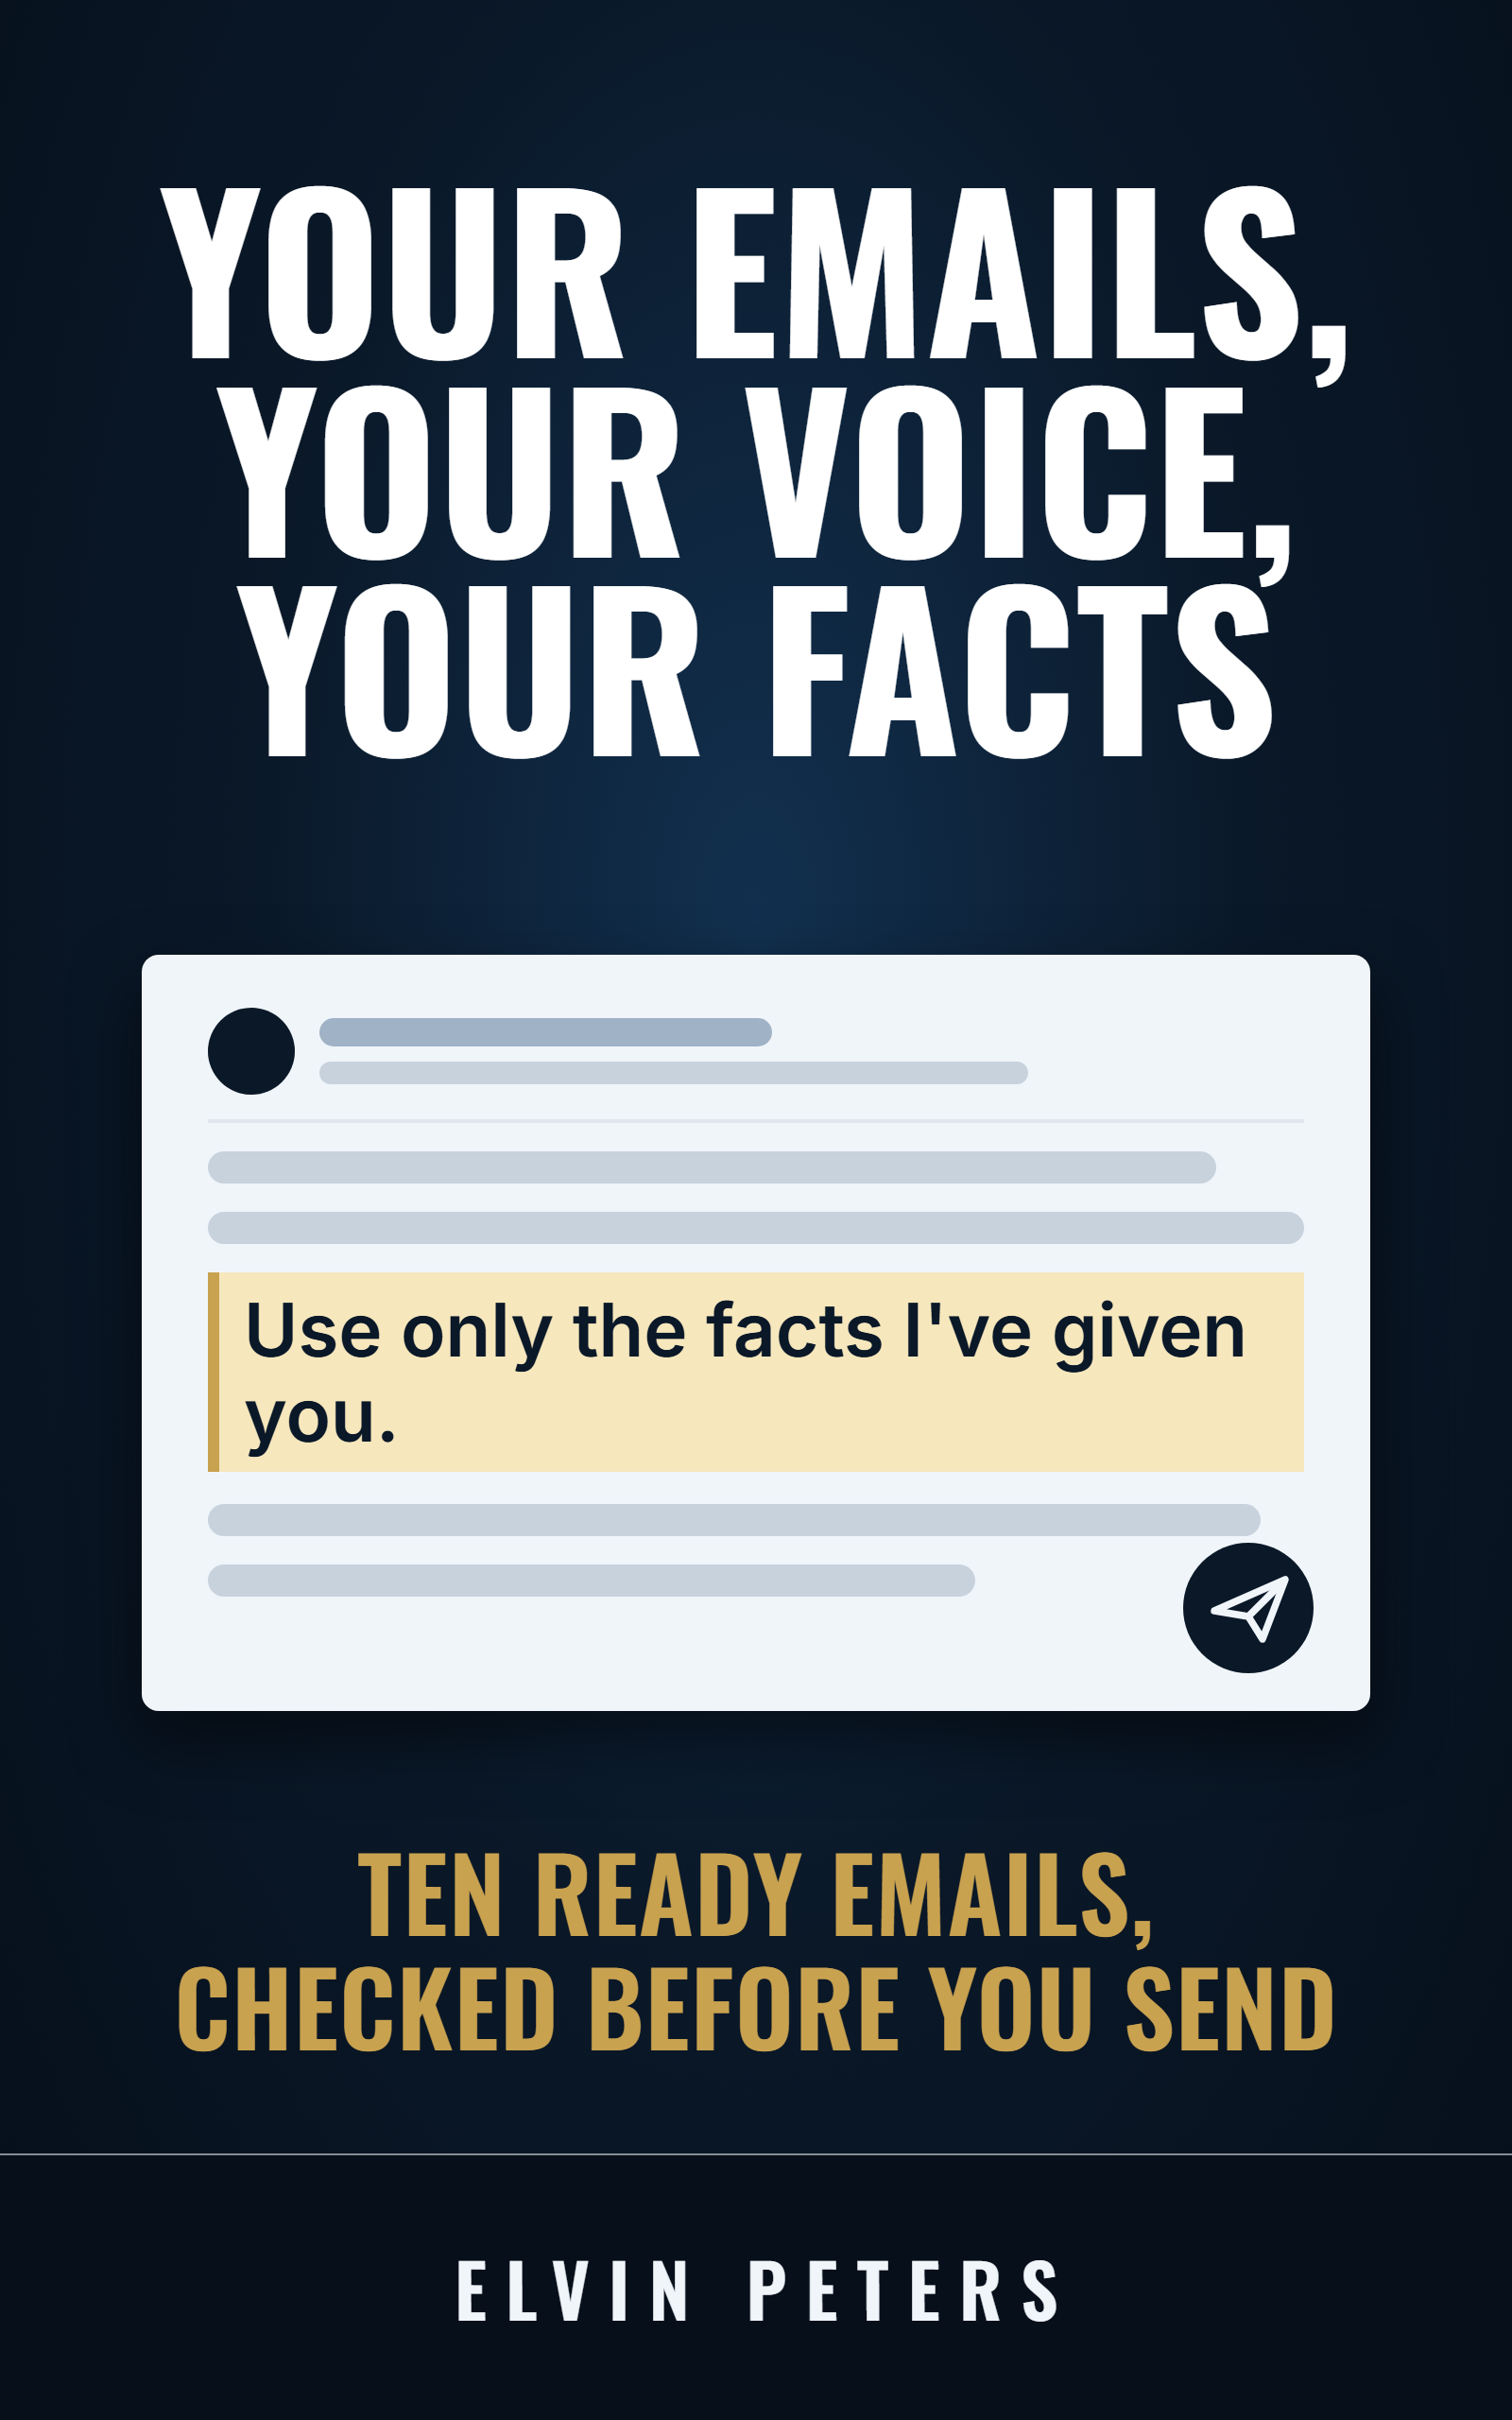 YOUR EMAILS,
YOUR VOICE,
YOUR FACTS
Use only the facts I've given
you.
TEN READY EMAILS,
CHECKED BEFORE YOU SEND
ELVIN PETERS